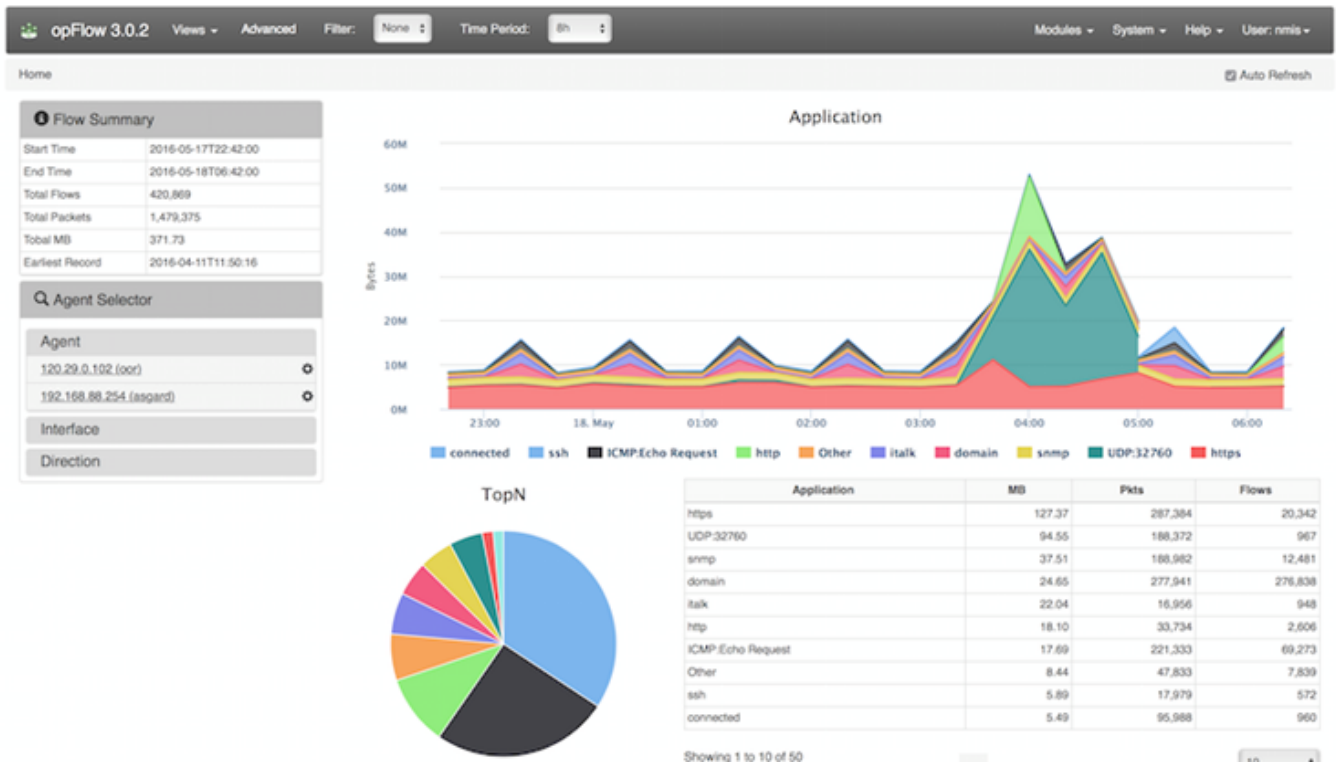 opFlow 3.0.2 Views Advanced Filter: None Time Period: 8h Modules System Help User: nmis
Home Auto Refresh
Flow Summary
Start Time 2016-05-17T22:42:00
End Time 2016-05-18T06:42:00
Total Flows 420,869
Total Packets 1,479,375
Tobal MB 371.73
Earliest Record 2016-04-11T11:50:16
Agent Selector
Agent
120.29.0.102 (oor)
192.168.88.254 (asgard)
Interface
Direction
Application
Bytes
60M
50M
40M
30M
20M
10M
0M
23:00 18. May 01:00 02:00 03:00 04:00 05:00 06:00
connected ssh ICMP:Echo Request http Other italk domain snmp UDP:32760 https
TopN
Application MB Pkts Flows
https 127.37 287,384 20,342
UDP:32760 94.55 188,372 967
snmp 37.51 188,982 12,481
domain 24.65 277,941 276,838
italk 22.04 16,956 948
http 18.10 33,734 2,606
ICMP:Echo Request 17.69 221,333 69,273
Other 8.44 47,833 7,839
ssh 5.89 17,979 572
connected 5.49 95,988 960
Showing 1 to 10 of 50
10